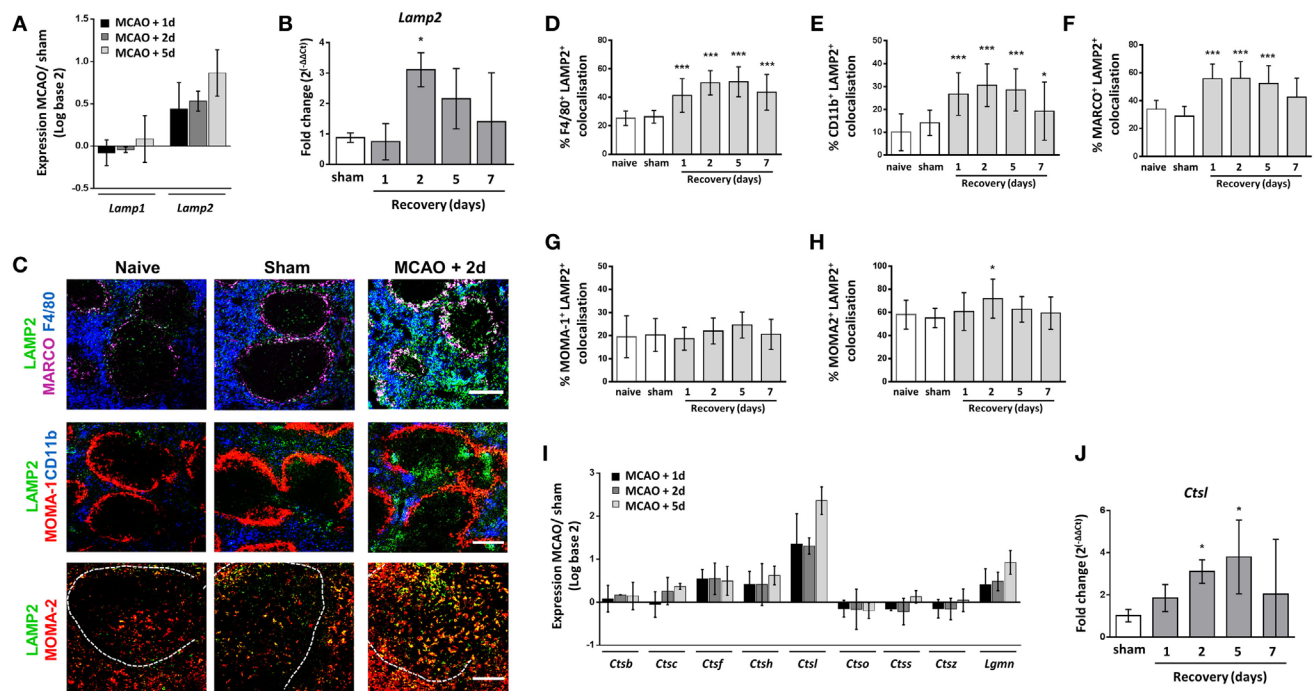 A
MCAO + 1d
MCAO + 2d
MCAO + 5d
Expression MCAO/ sham
(Log base 2)
1.5
1.0
0.5
0.0
-0.5
Lamp1 Lamp2
B
Lamp2
Fold change (2^(-ΔΔCt))
4
3
2
1
0
*
sham 1 2 5 7
Recovery (days)
C
Naive Sham MCAO + 2d
LAMP2
MARCO F4/80
LAMP2
MOMA-1 CD11b
LAMP2
MOMA-2
D
% F4/80+ LAMP2+
colocalisation
100
80
60
40
20
0
*** *** *** ***
naive sham 1 2 5 7
Recovery (days)
E
% CD11b+ LAMP2+
colocalisation
50
40
30
20
10
0
*** *** *** *
naive sham 1 2 5 7
Recovery (days)
F
% MARCO+ LAMP2+
colocalisation
100
80
60
40
20
0
*** *** ***
naive sham 1 2 5 7
Recovery (days)
G
% MOMA-1+ LAMP2+
colocalisation
50
40
30
20
10
0
naive sham 1 2 5 7
Recovery (days)
H
% MOMA2+ LAMP2+
colocalisation
100
80
60
40
20
0
*
naive sham 1 2 5 7
Recovery (days)
I
MCAO + 1d
MCAO + 2d
MCAO + 5d
Expression MCAO/ sham
(Log base 2)
3
2
1
0
-1
Ctsb Ctsc Ctsf Ctsh Ctsl Ctso Ctss Ctsz Lgmn
J
Ctsl
Fold change (2^(-ΔΔCt))
8
6
4
2
0
* *
sham 1 2 5 7
Recovery (days)